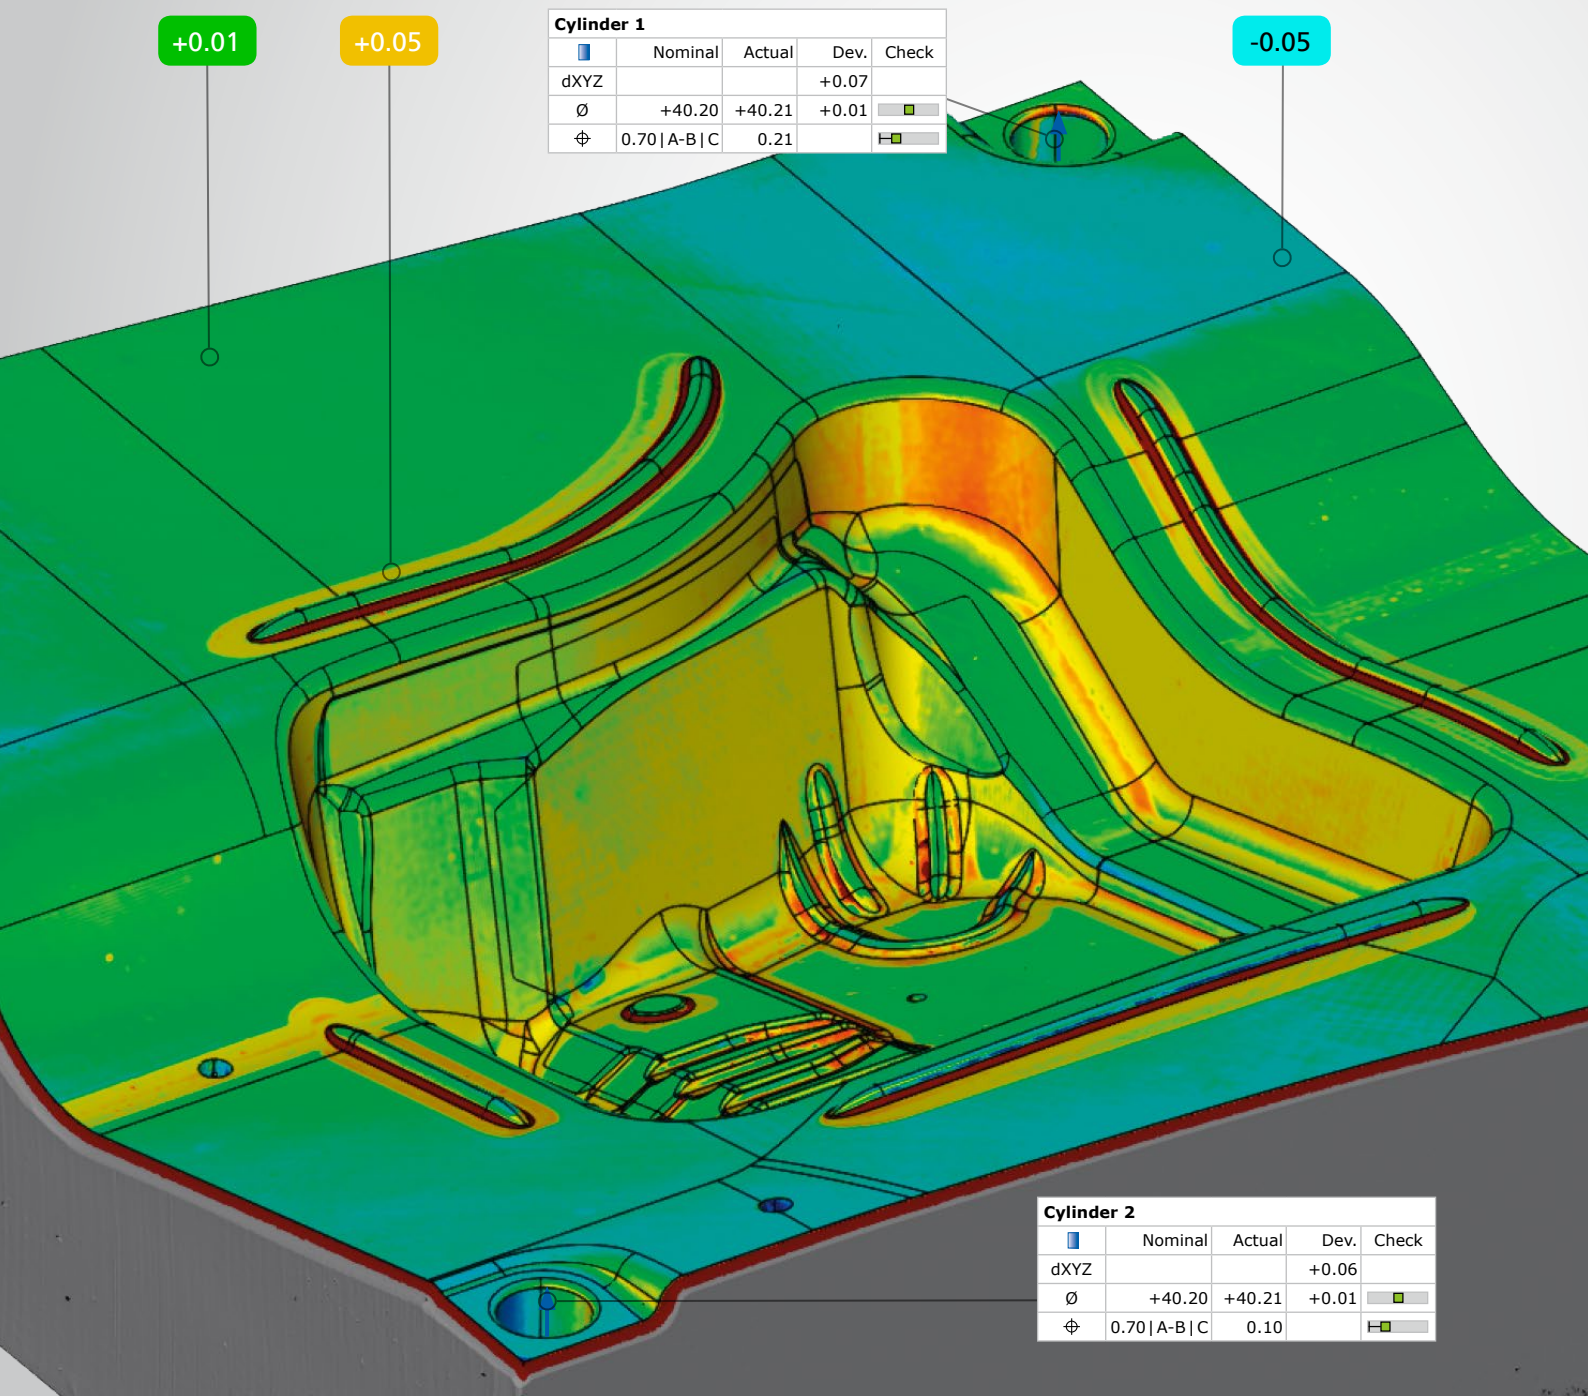 +0.01
+0.05
-0.05
Cylinder 1
Nominal Actual Dev. Check
dXYZ +0.07
Ø +40.20 +40.21 +0.01
⌖ 0.70|A-B|C 0.21
Cylinder 2
Nominal Actual Dev. Check
dXYZ +0.06
Ø +40.20 +40.21 +0.01
⌖ 0.70|A-B|C 0.10